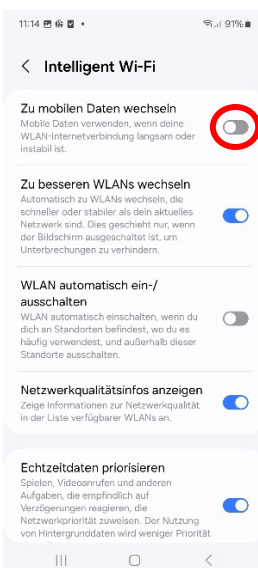 11:14
91%
Intelligent Wi-Fi
Zu mobilen Daten wechseln
Mobile Daten verwenden, wenn deine
WLAN-Internetverbindung langsam oder
instabil ist.
Zu besseren WLANs wechseln
Automatisch zu WLANs wechseln, die
schneller oder stabiler als dein aktuelles
Netzwerk sind. Dies geschieht nur, wenn
der Bildschirm ausgeschaltet ist, um
Unterbrechungen zu verhindern.
WLAN automatisch ein-/
ausschalten
WLAN automatisch einschalten, wenn du
dich an Standorten befindest, wo du es
häufig verwendest, und außerhalb dieser
Standorte ausschalten.
Netzwerkqualitätsinfos anzeigen
Zeige Informationen zur Netzwerkqualität
in der Liste verfügbarer WLANs an.
Echtzeitdaten priorisieren
Spielen, Videoanrufen und anderen
Aufgaben, die empfindlich auf
Verzögerungen reagieren, die
Netzwerkpriorität zuweisen. Der Nutzung
von Hintergrunddaten wird weniger Priorität